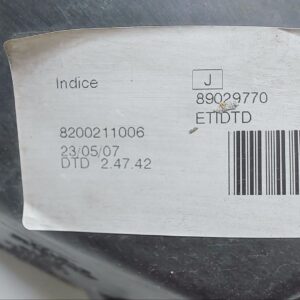 Indice J
89029770
ETIDTD
8200211006
23/05/07
DTD 2.47.42